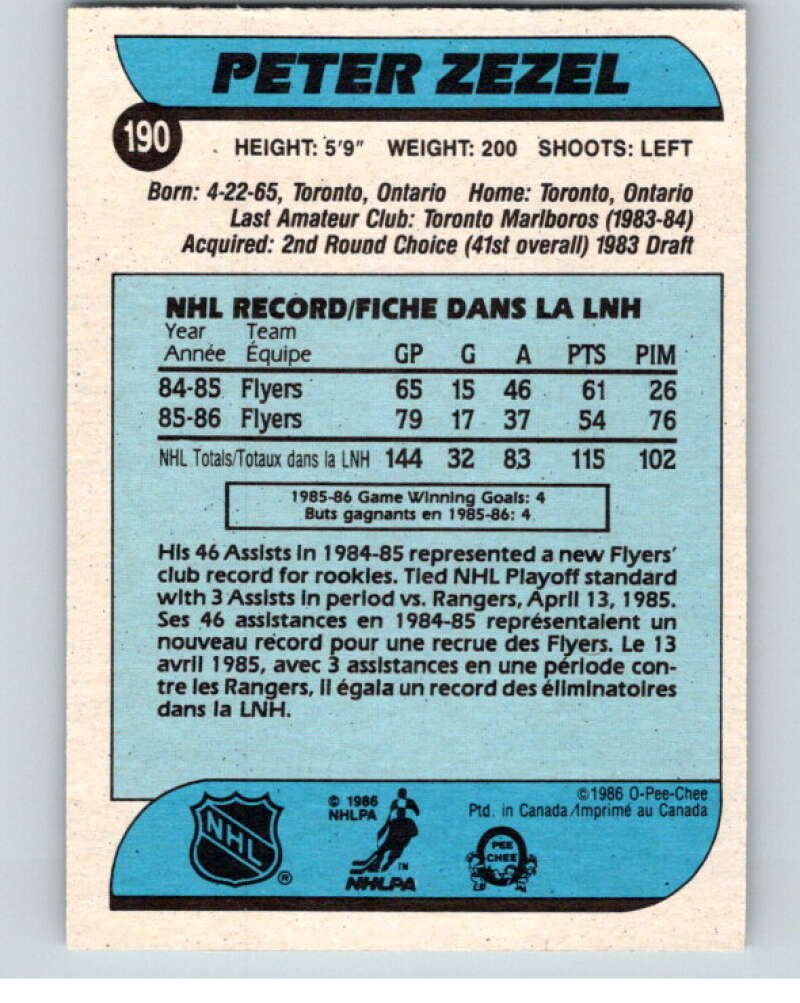 PETER ZEZEL
190
HEIGHT: 5'9" WEIGHT: 200 SHOOTS: LEFT
Born: 4-22-65, Toronto, Ontario Home: Toronto, Ontario
Last Amateur Club: Toronto Marlboros (1983-84)
Acquired: 2nd Round Choice (41st overall) 1983 Draft
NHL RECORD/FICHE DANS LA LNH
Year Team
Année Équipe GP G A PTS PIM
84-85 Flyers 65 15 46 61 26
85-86 Flyers 79 17 37 54 76
NHL Totals/Totaux dans la LNH 144 32 83 115 102
1985-86 Game Winning Goals: 4
Buts gagnants en 1985-86: 4
His 46 Assists in 1984-85 represented a new Flyers'
club record for rookies. Tied NHL Playoff standard
with 3 Assists in period vs. Rangers, April 13, 1985.
Ses 46 assistances en 1984-85 représentaient un
nouveau record pour une recrue des Flyers. Le 13
avril 1985, avec 3 assistances en une période con-
tre les Rangers, il égala un record des éliminatoires
dans la LNH.
©1986 O-Pee-Chee
Ptd. in Canada/Imprimé au Canada
© 1986
NHLPA
NHL
®
TM
NHLPA
PEE
CHEE